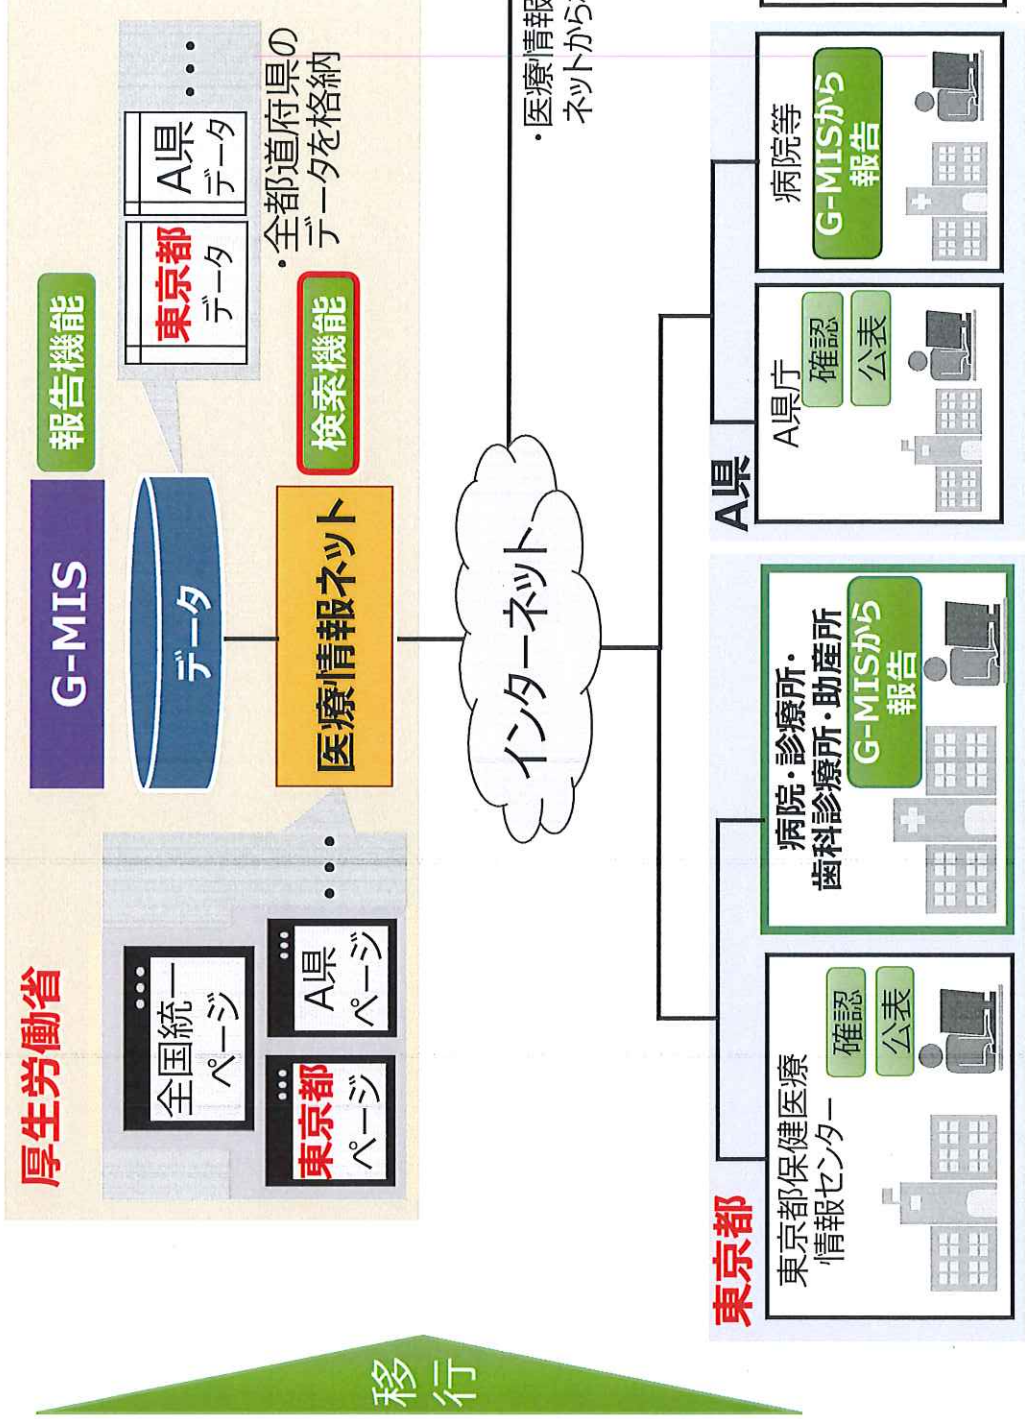 移
行
厚生労働省
G-MIS
報告機能
データ
東京都
データ
A県
データ
・・・
・全都道府県の
データを格納
医療情報ネット
検索機能
全国統一
ページ
東京都
ページ
A県
ページ
・・・
インターネット
・医療情報
ネットから
東京都
東京都保健医療
情報センター
確認
公表
病院・診療所・
歯科診療所・助産所
G-MISから
報告
A県
A県庁
確認
公表
病院等
G-MISから
報告